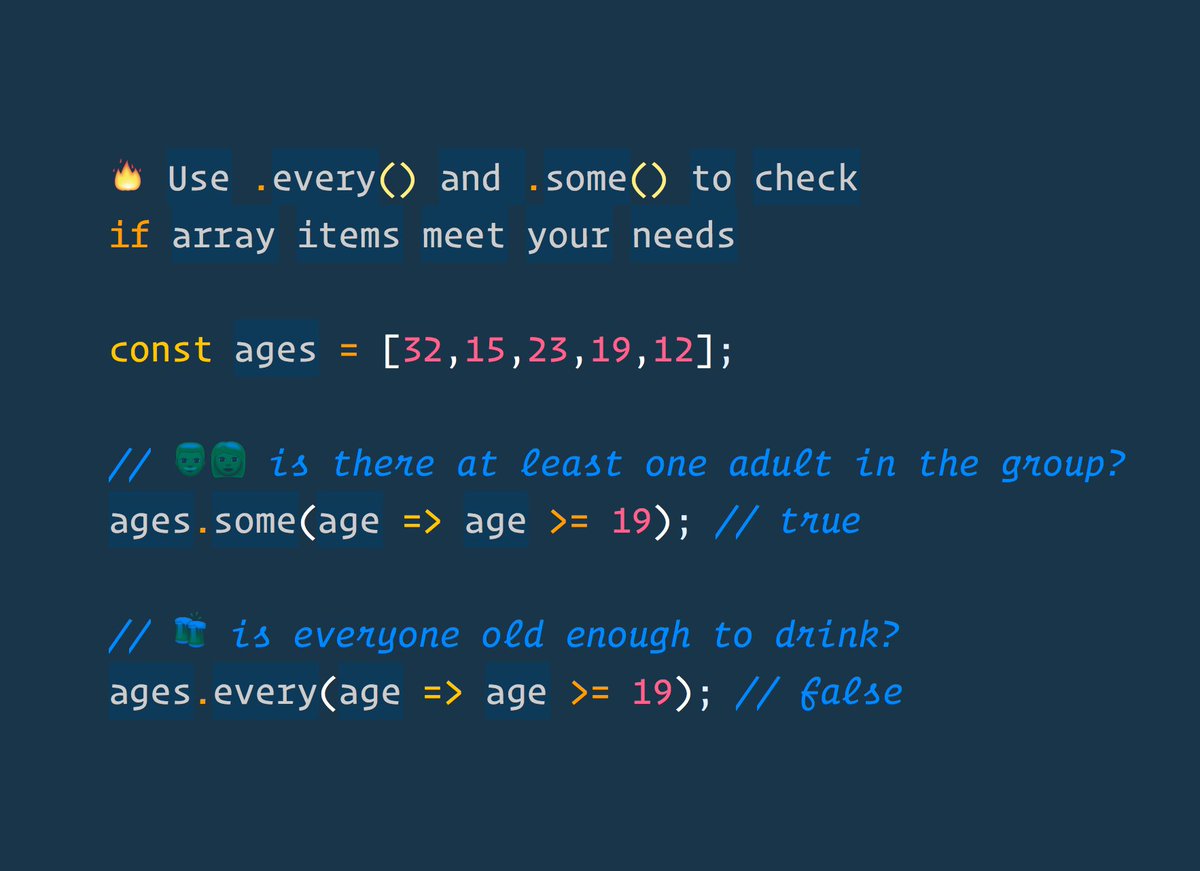 🔥 Use .every() and .some() to check
if array items meet your needs
const ages = [32,15,23,19,12];
// 👨👩 is there at least one adult in the group?
ages.some(age => age >= 19); // true
// 🍻 is everyone old enough to drink?
ages.every(age => age >= 19); // false